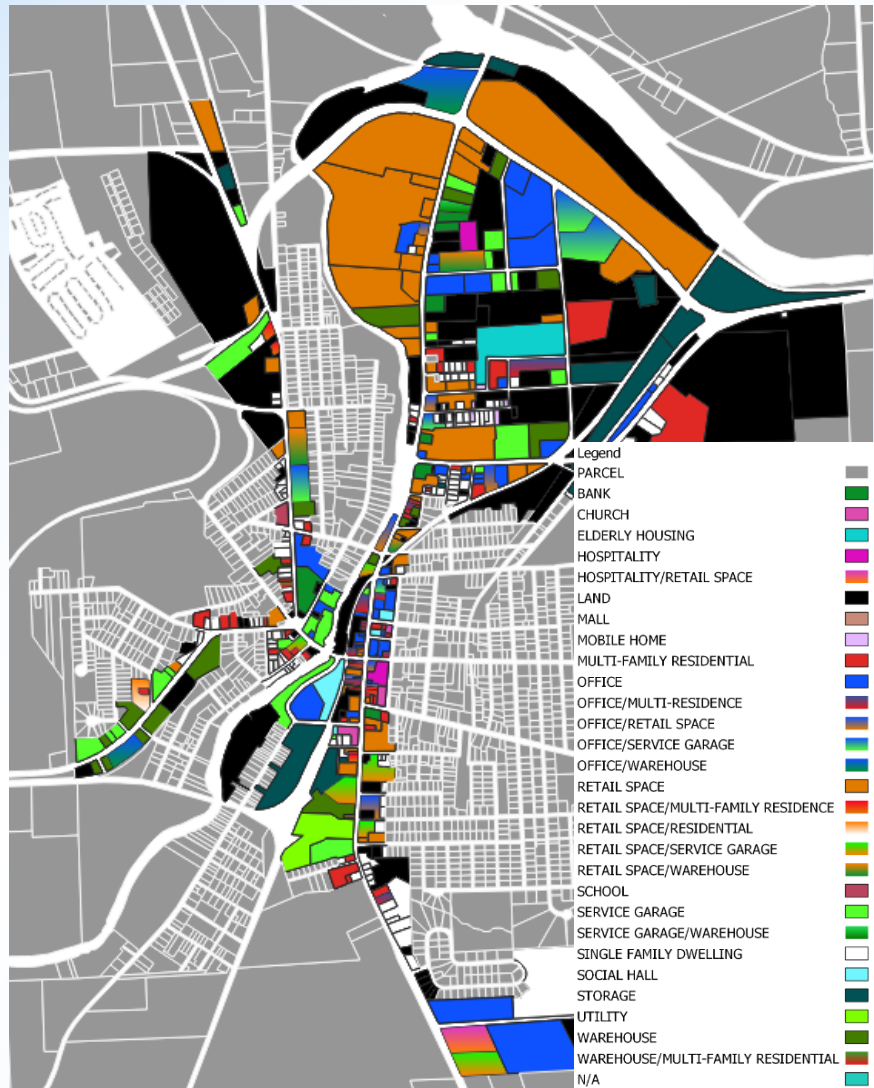 Legend
PARCEL
BANK
CHURCH
ELDERLY HOUSING
HOSPITALITY
HOSPITALITY/RETAIL SPACE
LAND
MALL
MOBILE HOME
MULTI-FAMILY RESIDENTIAL
OFFICE
OFFICE/MULTI-RESIDENCE
OFFICE/RETAIL SPACE
OFFICE/SERVICE GARAGE
OFFICE/WAREHOUSE
RETAIL SPACE
RETAIL SPACE/MULTI-FAMILY RESIDENCE
RETAIL SPACE/RESIDENTIAL
RETAIL SPACE/SERVICE GARAGE
RETAIL SPACE/WAREHOUSE
SCHOOL
SERVICE GARAGE
SERVICE GARAGE/WAREHOUSE
SINGLE FAMILY DWELLING
SOCIAL HALL
STORAGE
UTILITY
WAREHOUSE
WAREHOUSE/MULTI-FAMILY RESIDENTIAL
N/A